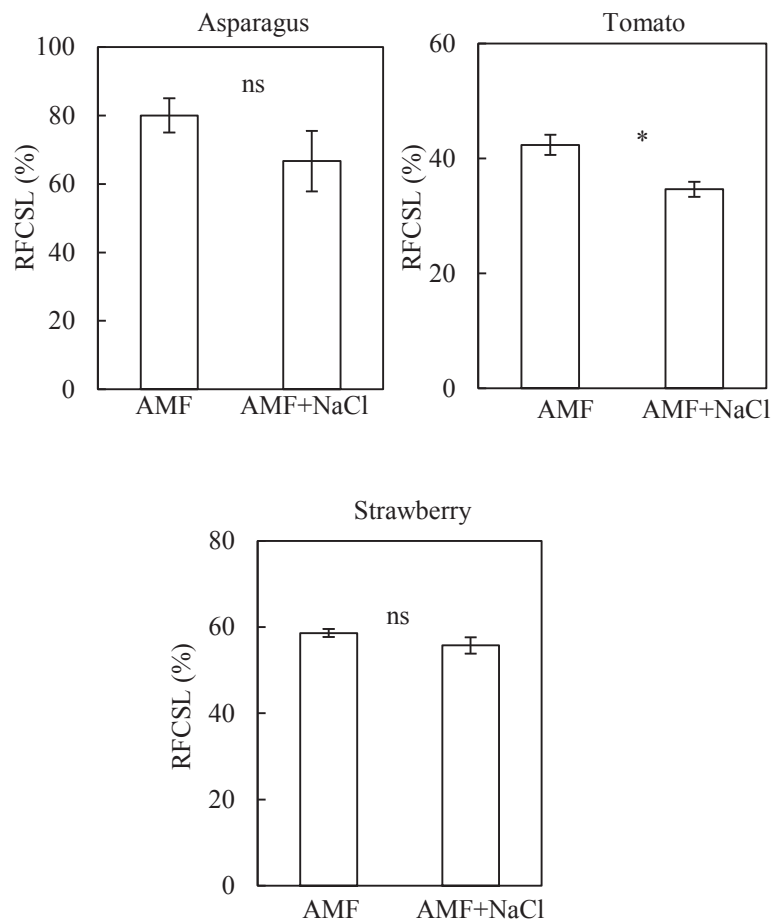 Asparagus
100
80
60
40
20
0
RFCSL (%)
ns
AMF
AMF+NaCl
Tomato
60
40
20
0
RFCSL (%)
*
AMF
AMF+NaCl
Strawberry
80
60
40
20
0
RFCSL (%)
ns
AMF
AMF+NaCl